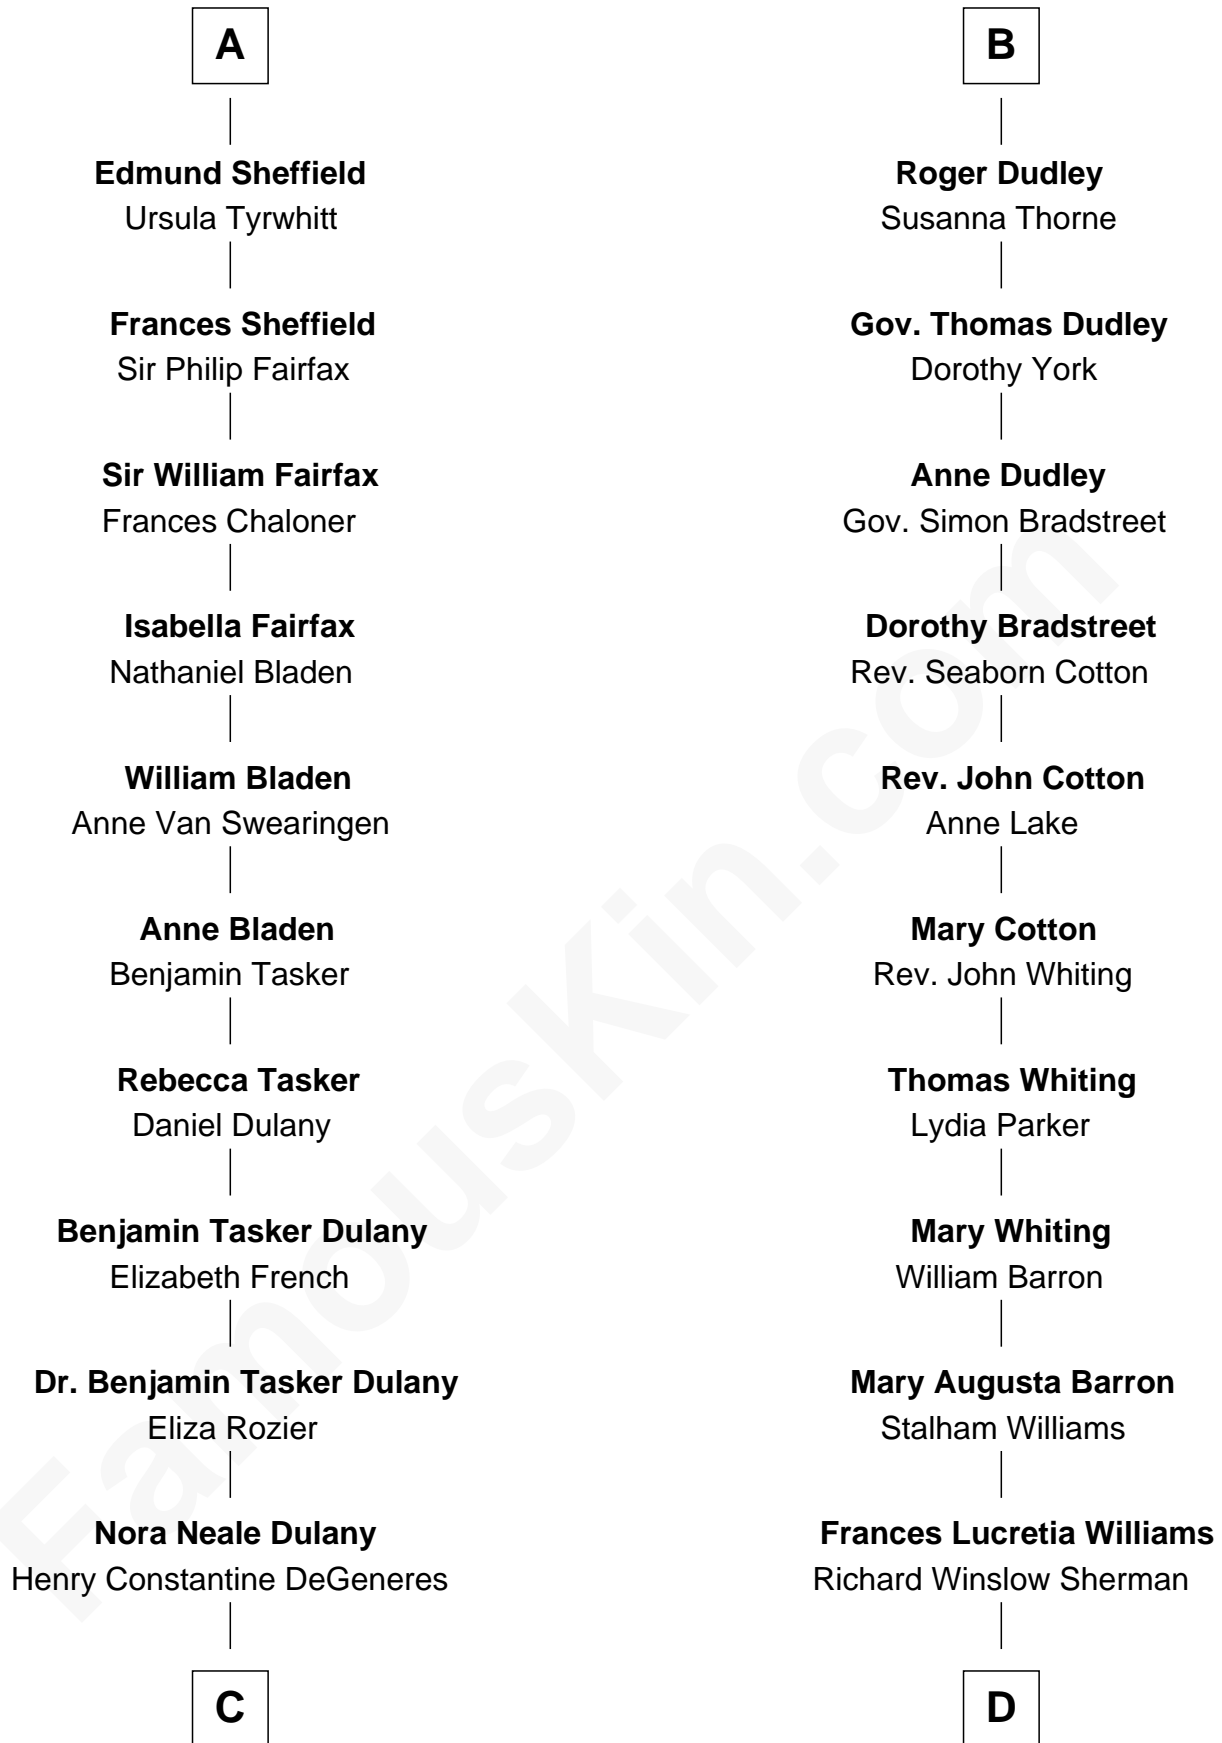 A
Edmund Sheffield
Ursula Tyrwhitt
Frances Sheffield
Sir Philip Fairfax
Sir William Fairfax
Frances Chaloner
Isabella Fairfax
Nathaniel Bladen
William Bladen
Anne Van Swearingen
Anne Bladen
Benjamin Tasker
Rebecca Tasker
Daniel Dulany
Benjamin Tasker Dulany
Elizabeth French
Dr. Benjamin Tasker Dulany
Eliza Rozier
Nora Neale Dulany
Henry Constantine DeGeneres
C
B
Roger Dudley
Susanna Thorne
Gov. Thomas Dudley
Dorothy York
Anne Dudley
Gov. Simon Bradstreet
Dorothy Bradstreet
Rev. Seaborn Cotton
Rev. John Cotton
Anne Lake
Mary Cotton
Rev. John Whiting
Thomas Whiting
Lydia Parker
Mary Whiting
William Barron
Mary Augusta Barron
Stalham Williams
Frances Lucretia Williams
Richard Winslow Sherman
D
FamousKin.com